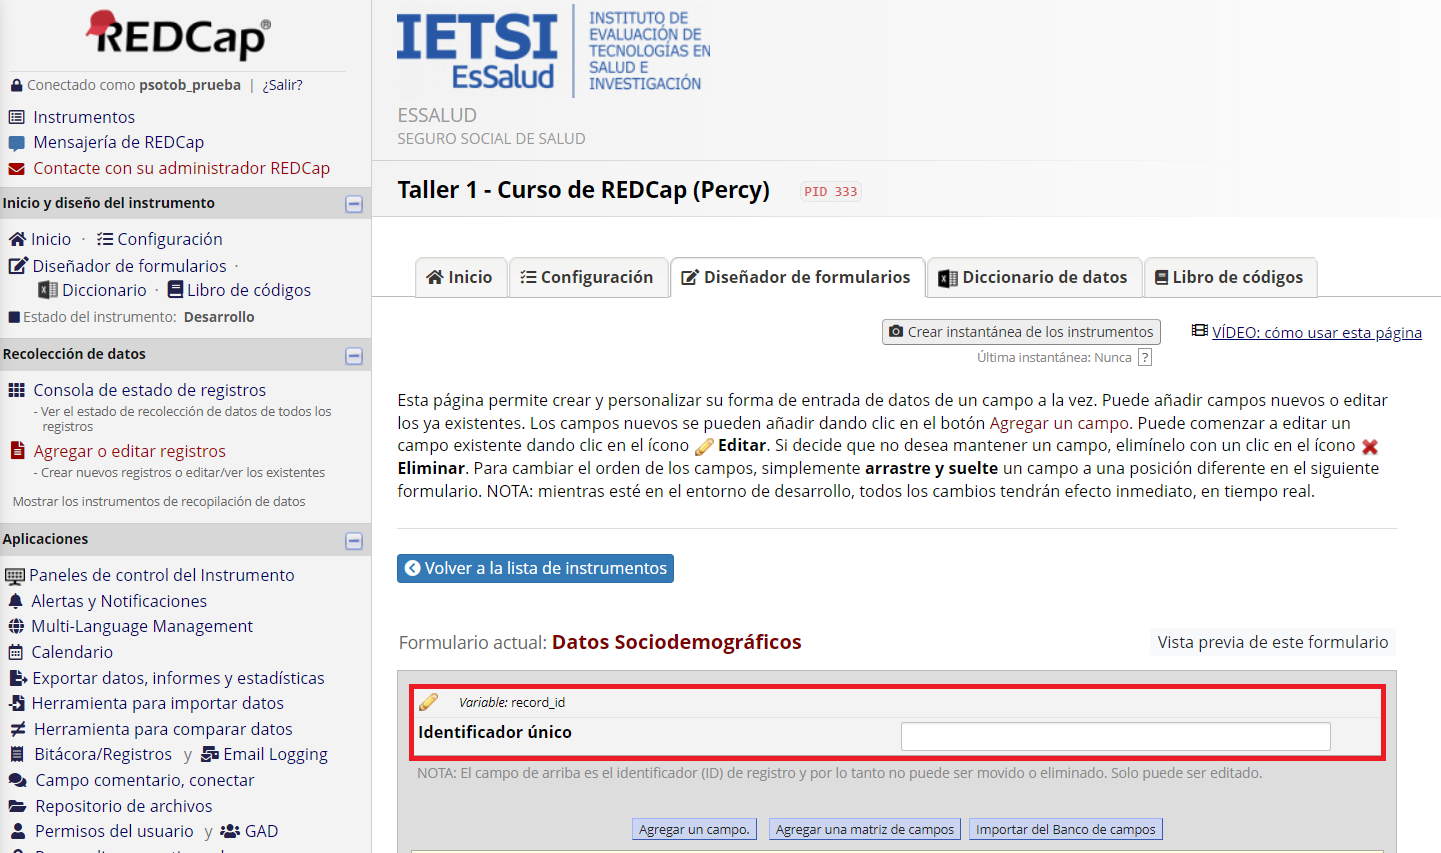 REDCap®
Conectado como psotob_prueba | ¿Salir?
Instrumentos
Mensajería de REDCap
Contacte con su administrador REDCap
Inicio y diseño del instrumento
Inicio · Configuración
Diseñador de formularios ·
Diccionario · Libro de códigos
Estado del instrumento: Desarrollo
Recolección de datos
Consola de estado de registros
- Ver el estado de recolección de datos de todos los
registros
Agregar o editar registros
- Crear nuevos registros o editar/ver los existentes
Mostrar los instrumentos de recopilación de datos
Aplicaciones
Paneles de control del Instrumento
Alertas y Notificaciones
Multi-Language Management
Calendario
Exportar datos, informes y estadísticas
Herramienta para importar datos
Herramienta para comparar datos
Bitácora/Registros y Email Logging
Campo comentario, conectar
Repositorio de archivos
Permisos del usuario y GAD
IETSI
EsSalud
INSTITUTO DE
EVALUACIÓN DE
TECNOLOGÍAS EN
SALUD E
INVESTIGACIÓN
ESSALUD
SEGURO SOCIAL DE SALUD
Taller 1 - Curso de REDCap (Percy) PID 333
Inicio Configuración Diseñador de formularios Diccionario de datos Libro de códigos
Crear instantánea de los instrumentos VÍDEO: cómo usar esta página
Última instantánea: Nunca ?
Esta página permite crear y personalizar su forma de entrada de datos de un campo a la vez. Puede añadir campos nuevos o editar
los ya existentes. Los campos nuevos se pueden añadir dando clic en el botón Agregar un campo. Puede comenzar a editar un
campo existente dando clic en el ícono Editar. Si decide que no desea mantener un campo, elimínelo con un clic en el ícono
Eliminar. Para cambiar el orden de los campos, simplemente arrastre y suelte un campo a una posición diferente en el siguiente
formulario. NOTA: mientras esté en el entorno de desarrollo, todos los cambios tendrán efecto inmediato, en tiempo real.
Volver a la lista de instrumentos
Formulario actual: Datos Sociodemográficos Vista previa de este formulario
Variable: record_id
Identificador único
NOTA: El campo de arriba es el identificador (ID) de registro y por lo tanto no puede ser movido o eliminado. Solo puede ser editado.
Agregar un campo. Agregar una matriz de campos Importar del Banco de campos